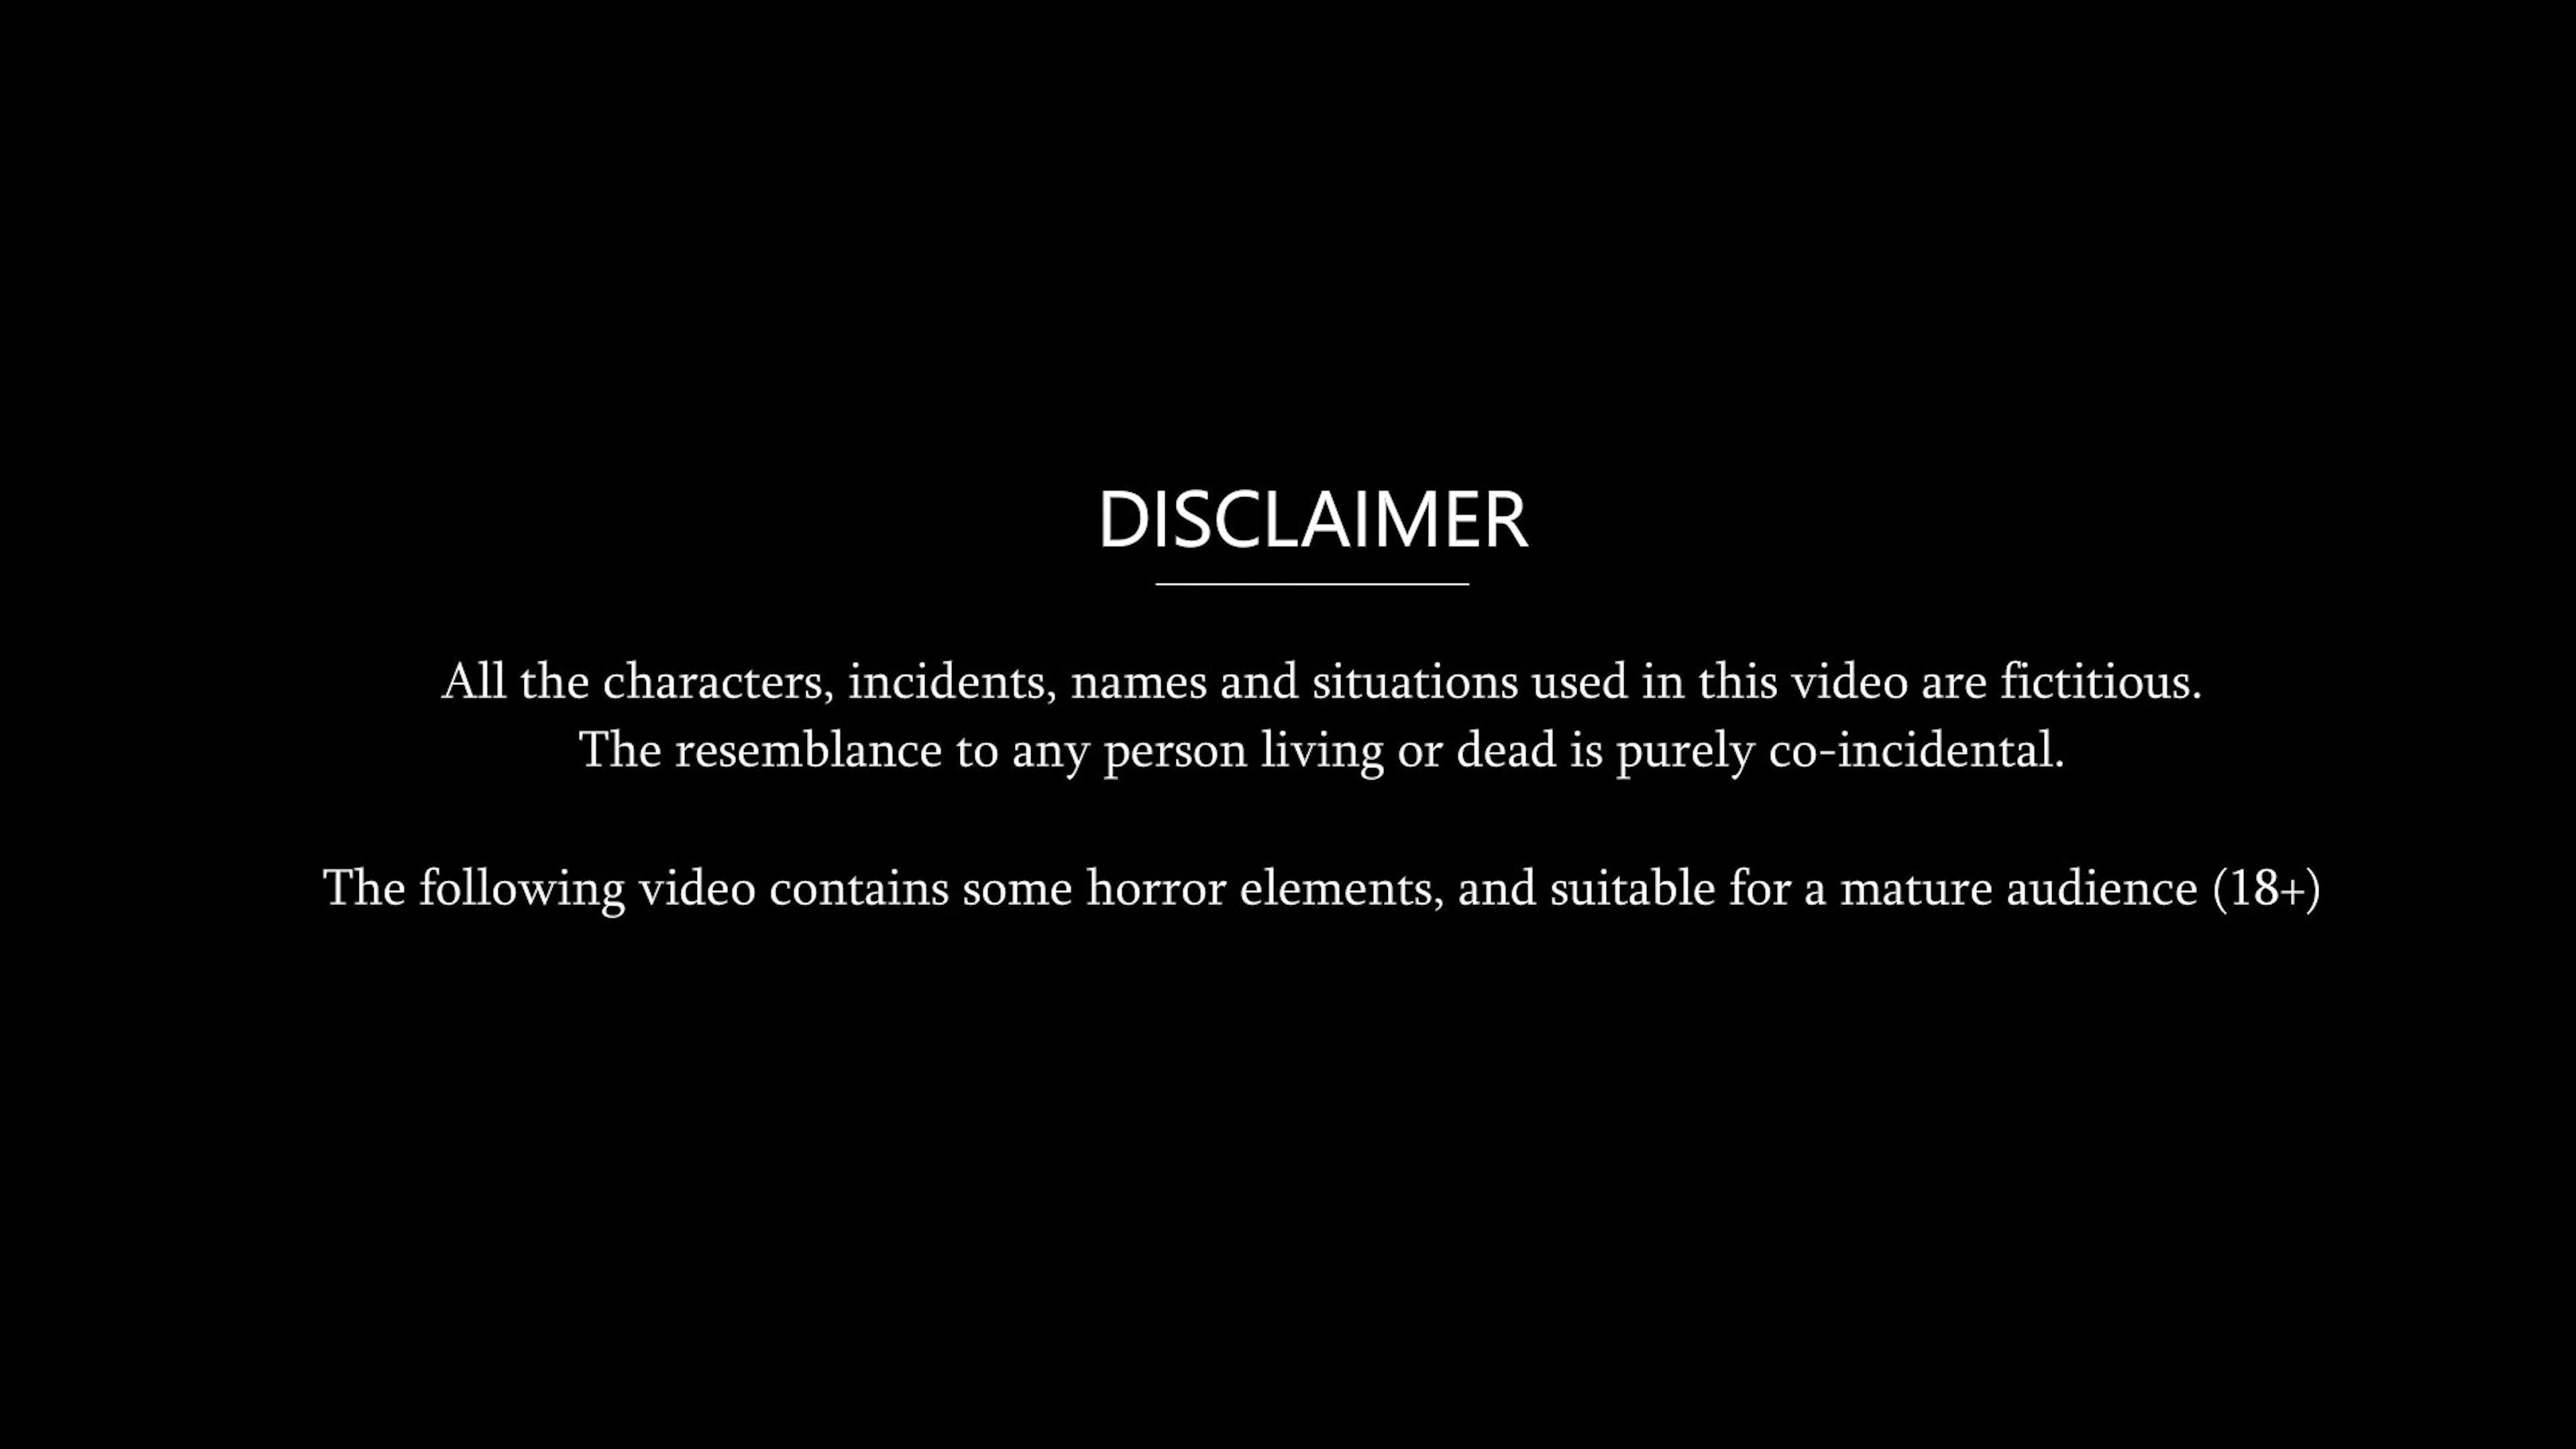 DISCLAIMER
All the characters, incidents, names and situations used in this video are fictitious.
The resemblance to any person living or dead is purely co-incidental.
The following video contains some horror elements, and suitable for a mature audience (18+)